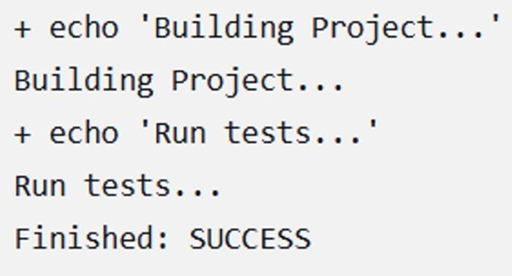 + echo 'Building Project...'
Building Project...
+ echo 'Run tests...'
Run tests...
Finished: SUCCESS